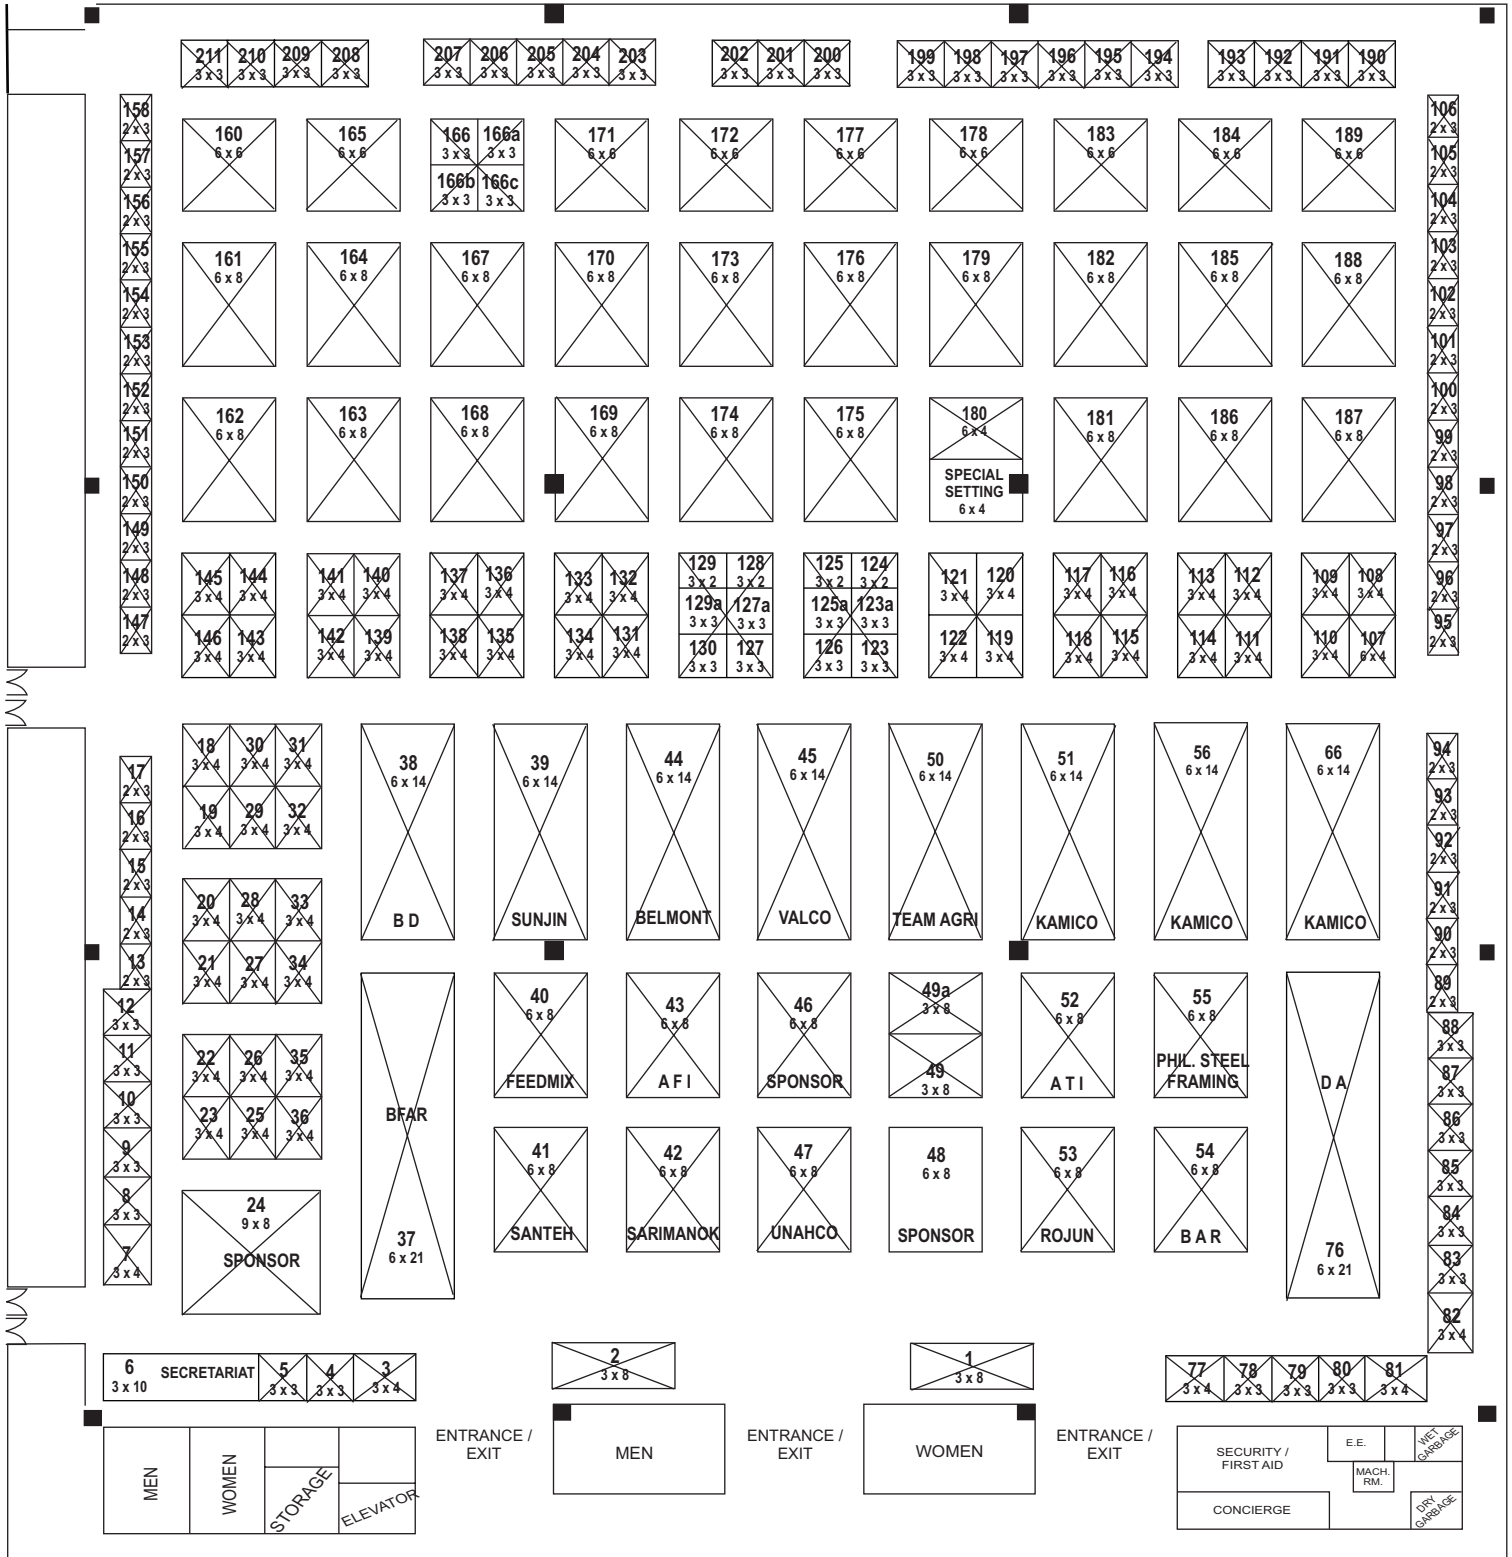 211 210 209 208 207 206 205 204 203 202 201 200 199 198 197 196 195 194 193 192 191 190
3 x 3 3 x 3 3 x 3 3 x 3 3 x 3 3 x 3 3 x 3 3 x 3 3 x 3 3 x 3 3 x 3 3 x 3 3 x 3 3 x 3 3 x 3 3 x 3 3 x 3 3 x 3 3 x 3 3 x 3 3 x 3 3 x 3
158
2 x 3
157
2 x 3
156
2 x 3
155
2 x 3
154
2 x 3
153
2 x 3
152
2 x 3
151
2 x 3
150
2 x 3
149
2 x 3
148
2 x 3
147
2 x 3
160 165 166 166a 171 172 177 178 183 184 189
6 x 6 6 x 6 3 x 3 3 x 3 6 x 6 6 x 6 6 x 6 6 x 6 6 x 6 6 x 6 6 x 6
166b 166c
3 x 3 3 x 3
161 164 167 170 173 176 179 182 185 188
6 x 8 6 x 8 6 x 8 6 x 8 6 x 8 6 x 8 6 x 8 6 x 8 6 x 8 6 x 8
162 163 168 169 174 175 180 181 186 187
6 x 8 6 x 8 6 x 8 6 x 8 6 x 8 6 x 8 6 x 4 6 x 8 6 x 8 6 x 8
SPECIAL
SETTING
6 x 4
145 144 141 140 137 136 133 132 129 128 125 124 121 120 117 116 113 112 109 108
3 x 4 3 x 4 3 x 4 3 x 4 3 x 4 3 x 4 3 x 4 3 x 4 3 x 2 3 x 2 3 x 2 3 x 2 3 x 4 3 x 4 3 x 4 3 x 4 3 x 4 3 x 4 3 x 4 3 x 4
129a 127a 125a 123a
3 x 3 3 x 3 3 x 3 3 x 3
146 143 142 139 138 135 134 131 130 127 126 123 122 119 118 115 114 111 110 107
3 x 4 3 x 4 3 x 4 3 x 4 3 x 4 3 x 4 3 x 4 3 x 4 3 x 3 3 x 3 3 x 3 3 x 3 3 x 4 3 x 4 3 x 4 3 x 4 3 x 4 3 x 4 3 x 4 6 x 4
106
2 x 3
105
2 x 3
104
2 x 3
103
2 x 3
102
2 x 3
101
2 x 3
100
2 x 3
99
2 x 3
98
2 x 3
97
2 x 3
96
2 x 3
95
2 x 3
17
2 x 3
16
2 x 3
15
2 x 3
14
2 x 3
13
2 x 3
12
3 x 3
11
3 x 3
10
3 x 3
9
3 x 3
8
3 x 3
7
3 x 4
18 30 31
3 x 4 3 x 4 3 x 4
19 29 32
3 x 4 3 x 4 3 x 4
20 28 33
3 x 4 3 x 4 3 x 4
21 27 34
3 x 4 3 x 4 3 x 4
22 26 35
3 x 4 3 x 4 3 x 4
23 25 36
3 x 4 3 x 4 3 x 4
24
9 x 8
SPONSOR
38 39 44 45 50 51 56 66
6 x 14 6 x 14 6 x 14 6 x 14 6 x 14 6 x 14 6 x 14 6 x 14
B D SUNJIN BELMONT VALCO TEAM AGRI KAMICO KAMICO KAMICO
BFAR
37
6 x 21
40 43 46 49a 52 55
6 x 8 6 x 8 6 x 8 3 x 8 6 x 8 6 x 8
FEEDMIX A F I SPONSOR 49 A T I PHIL. STEEL
3 x 8 FRAMING
41 42 47 48 53 54
6 x 8 6 x 8 6 x 8 6 x 8 6 x 8 6 x 8
SANTEH SARIMANOK UNAHCO SPONSOR ROJUN B A R
D A
76
6 x 21
94
2 x 3
93
2 x 3
92
2 x 3
91
2 x 3
90
2 x 3
89
2 x 3
88
3 x 3
87
3 x 3
86
3 x 3
85
3 x 3
84
3 x 3
83
3 x 3
82
3 x 4
6 SECRETARIAT 5 4 3 2 1 77 78 79 80 81
3 x 10 3 x 3 3 x 3 3 x 4 3 x 8 3 x 8 3 x 4 3 x 3 3 x 3 3 x 3 3 x 4
MEN
WOMEN
STORAGE
ELEVATOR
ENTRANCE /
EXIT
MEN
ENTRANCE /
EXIT
WOMEN
ENTRANCE /
EXIT
SECURITY /
FIRST AID
CONCIERGE
E.E.
MACH.
RM.
WET
GARBAGE
DRY
GARBAGE